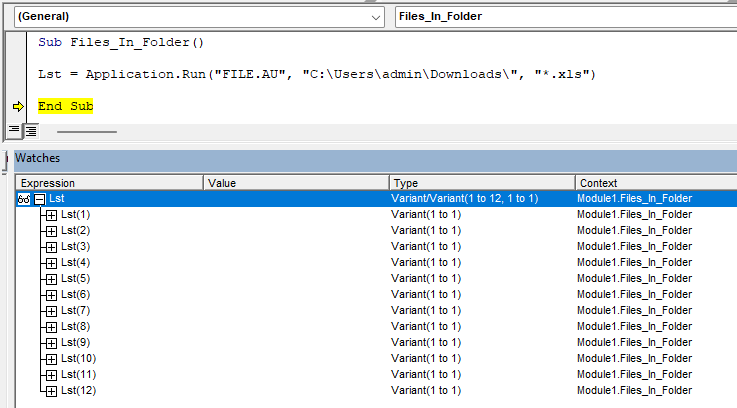 (General) Files_In_Folder
Sub Files_In_Folder()
Lst = Application.Run("FILE.AU", "C:\Users\admin\Downloads\", "*.xls")
End Sub
Watches
Expression Value Type Context
Lst Variant/Variant(1 to 12, 1 to 1) Module1.Files_In_Folder
Lst(1) Variant(1 to 1) Module1.Files_In_Folder
Lst(2) Variant(1 to 1) Module1.Files_In_Folder
Lst(3) Variant(1 to 1) Module1.Files_In_Folder
Lst(4) Variant(1 to 1) Module1.Files_In_Folder
Lst(5) Variant(1 to 1) Module1.Files_In_Folder
Lst(6) Variant(1 to 1) Module1.Files_In_Folder
Lst(7) Variant(1 to 1) Module1.Files_In_Folder
Lst(8) Variant(1 to 1) Module1.Files_In_Folder
Lst(9) Variant(1 to 1) Module1.Files_In_Folder
Lst(10) Variant(1 to 1) Module1.Files_In_Folder
Lst(11) Variant(1 to 1) Module1.Files_In_Folder
Lst(12) Variant(1 to 1) Module1.Files_In_Folder